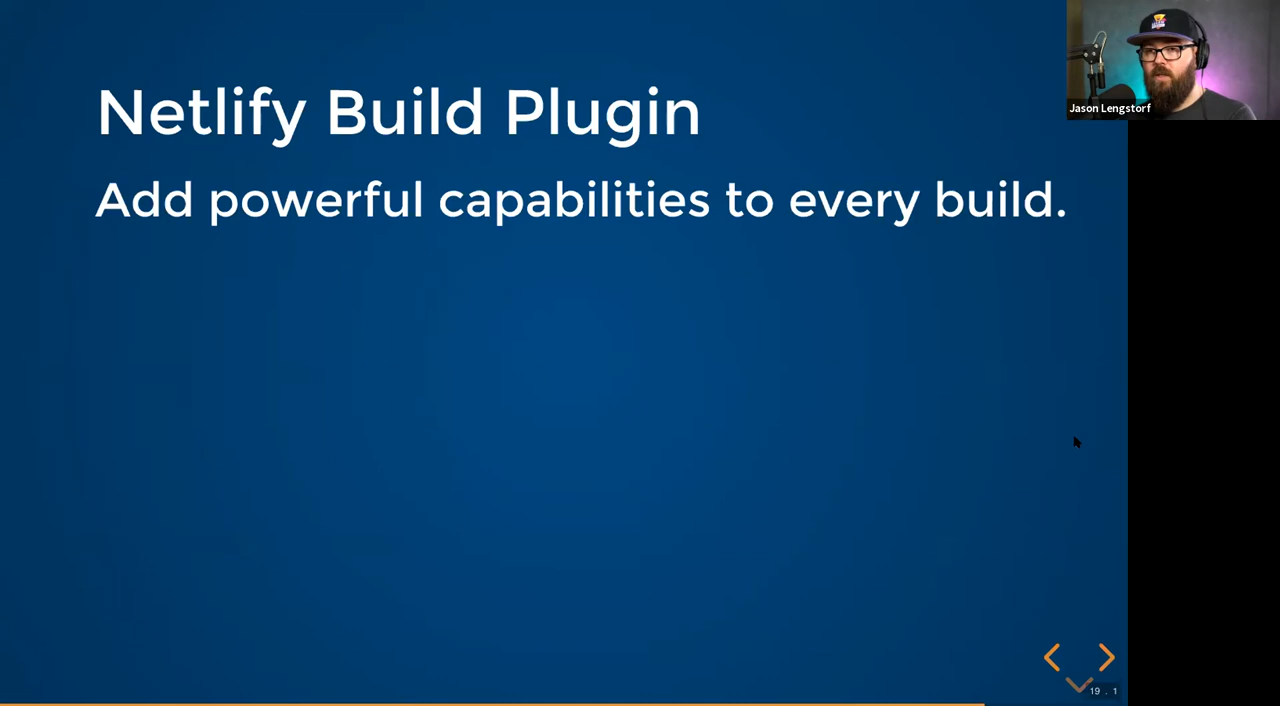 Netlify Build Plugin
Add powerful capabilities to every build.
Jason Lengstorf
19 . 1